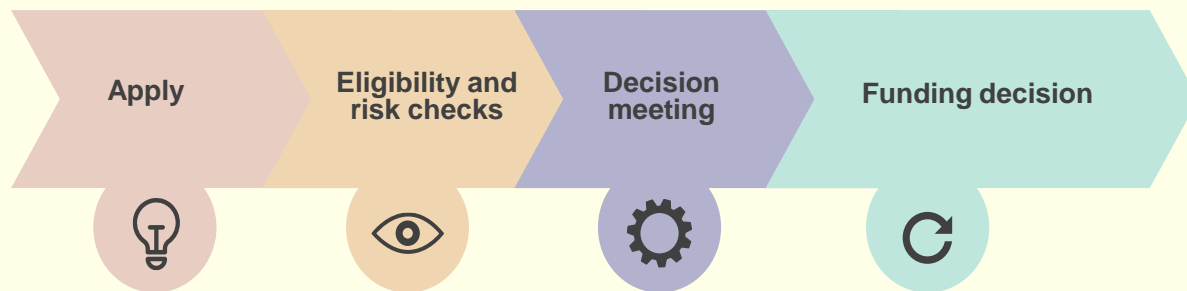 Apply
Eligibility and
risk checks
Decision
meeting
Funding decision